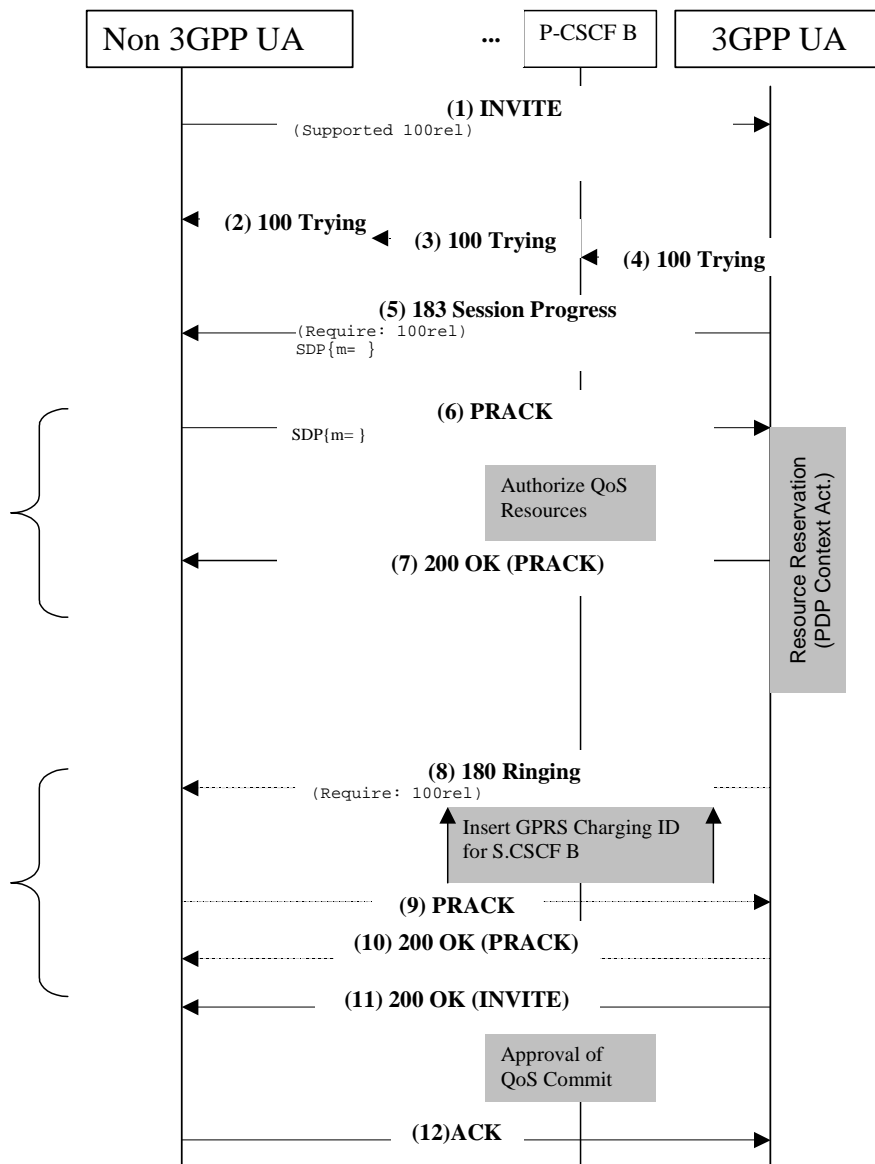 Non 3GPP UA
...
P-CSCF B
3GPP UA
(1) INVITE
(Supported 100rel)
(2) 100 Trying
(3) 100 Trying
(4) 100 Trying
(5) 183 Session Progress
(Require: 100rel)
SDP{m= }
(6) PRACK
SDP{m= }
Authorize QoS
Resources
Resource Reservation
(PDP Context Act.)
(7) 200 OK (PRACK)
(8) 180 Ringing
(Require: 100rel)
Insert GPRS Charging ID
for S.CSCF B
(9) PRACK
(10) 200 OK (PRACK)
(11) 200 OK (INVITE)
Approval of
QoS Commit
(12)ACK